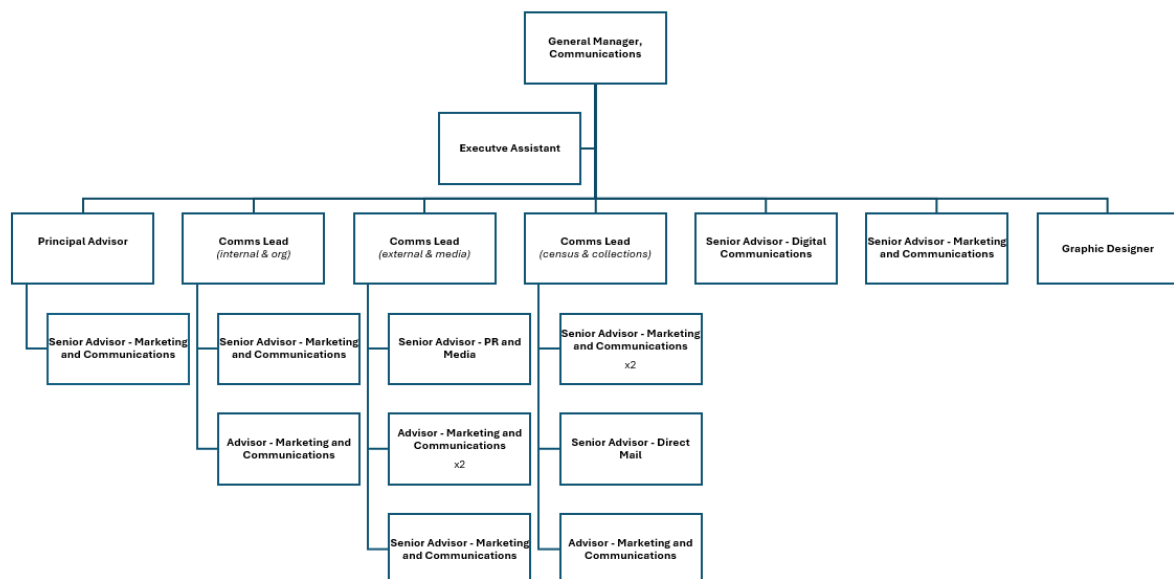 General Manager,
Communications
Executve Assistant
Principal Advisor
Comms Lead
(internal & org)
Comms Lead
(external & media)
Comms Lead
(census & collections)
Senior Advisor - Digital
Communications
Senior Advisor - Marketing
and Communications
Graphic Designer
Senior Advisor - Marketing
and Communications
Senior Advisor - Marketing
and Communications
Senior Advisor - PR and
Media
Senior Advisor - Marketing
and Communications
x2
Advisor - Marketing and
Communications
Advisor - Marketing and
Communications
x2
Senior Advisor - Direct
Mail
Senior Advisor - Marketing
and Communications
Advisor - Marketing and
Communications